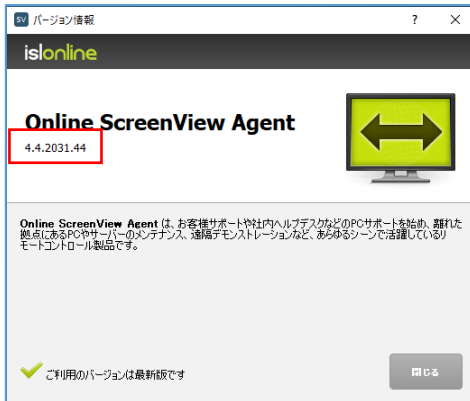 SV バージョン情報 ? ×
islonline
Online ScreenView Agent
4.4.2031.44
Online ScreenView Agent は、お客様サポートや社内ヘルプデスクなどのPCサポートを始め、離れた
拠点にあるPCやサーバーのメンテナンス、遠隔デモンストレーションなど、あらゆるシーンで活躍しているリ
モートコントロール製品です。
ご利用のバージョンは最新版です
閉じる